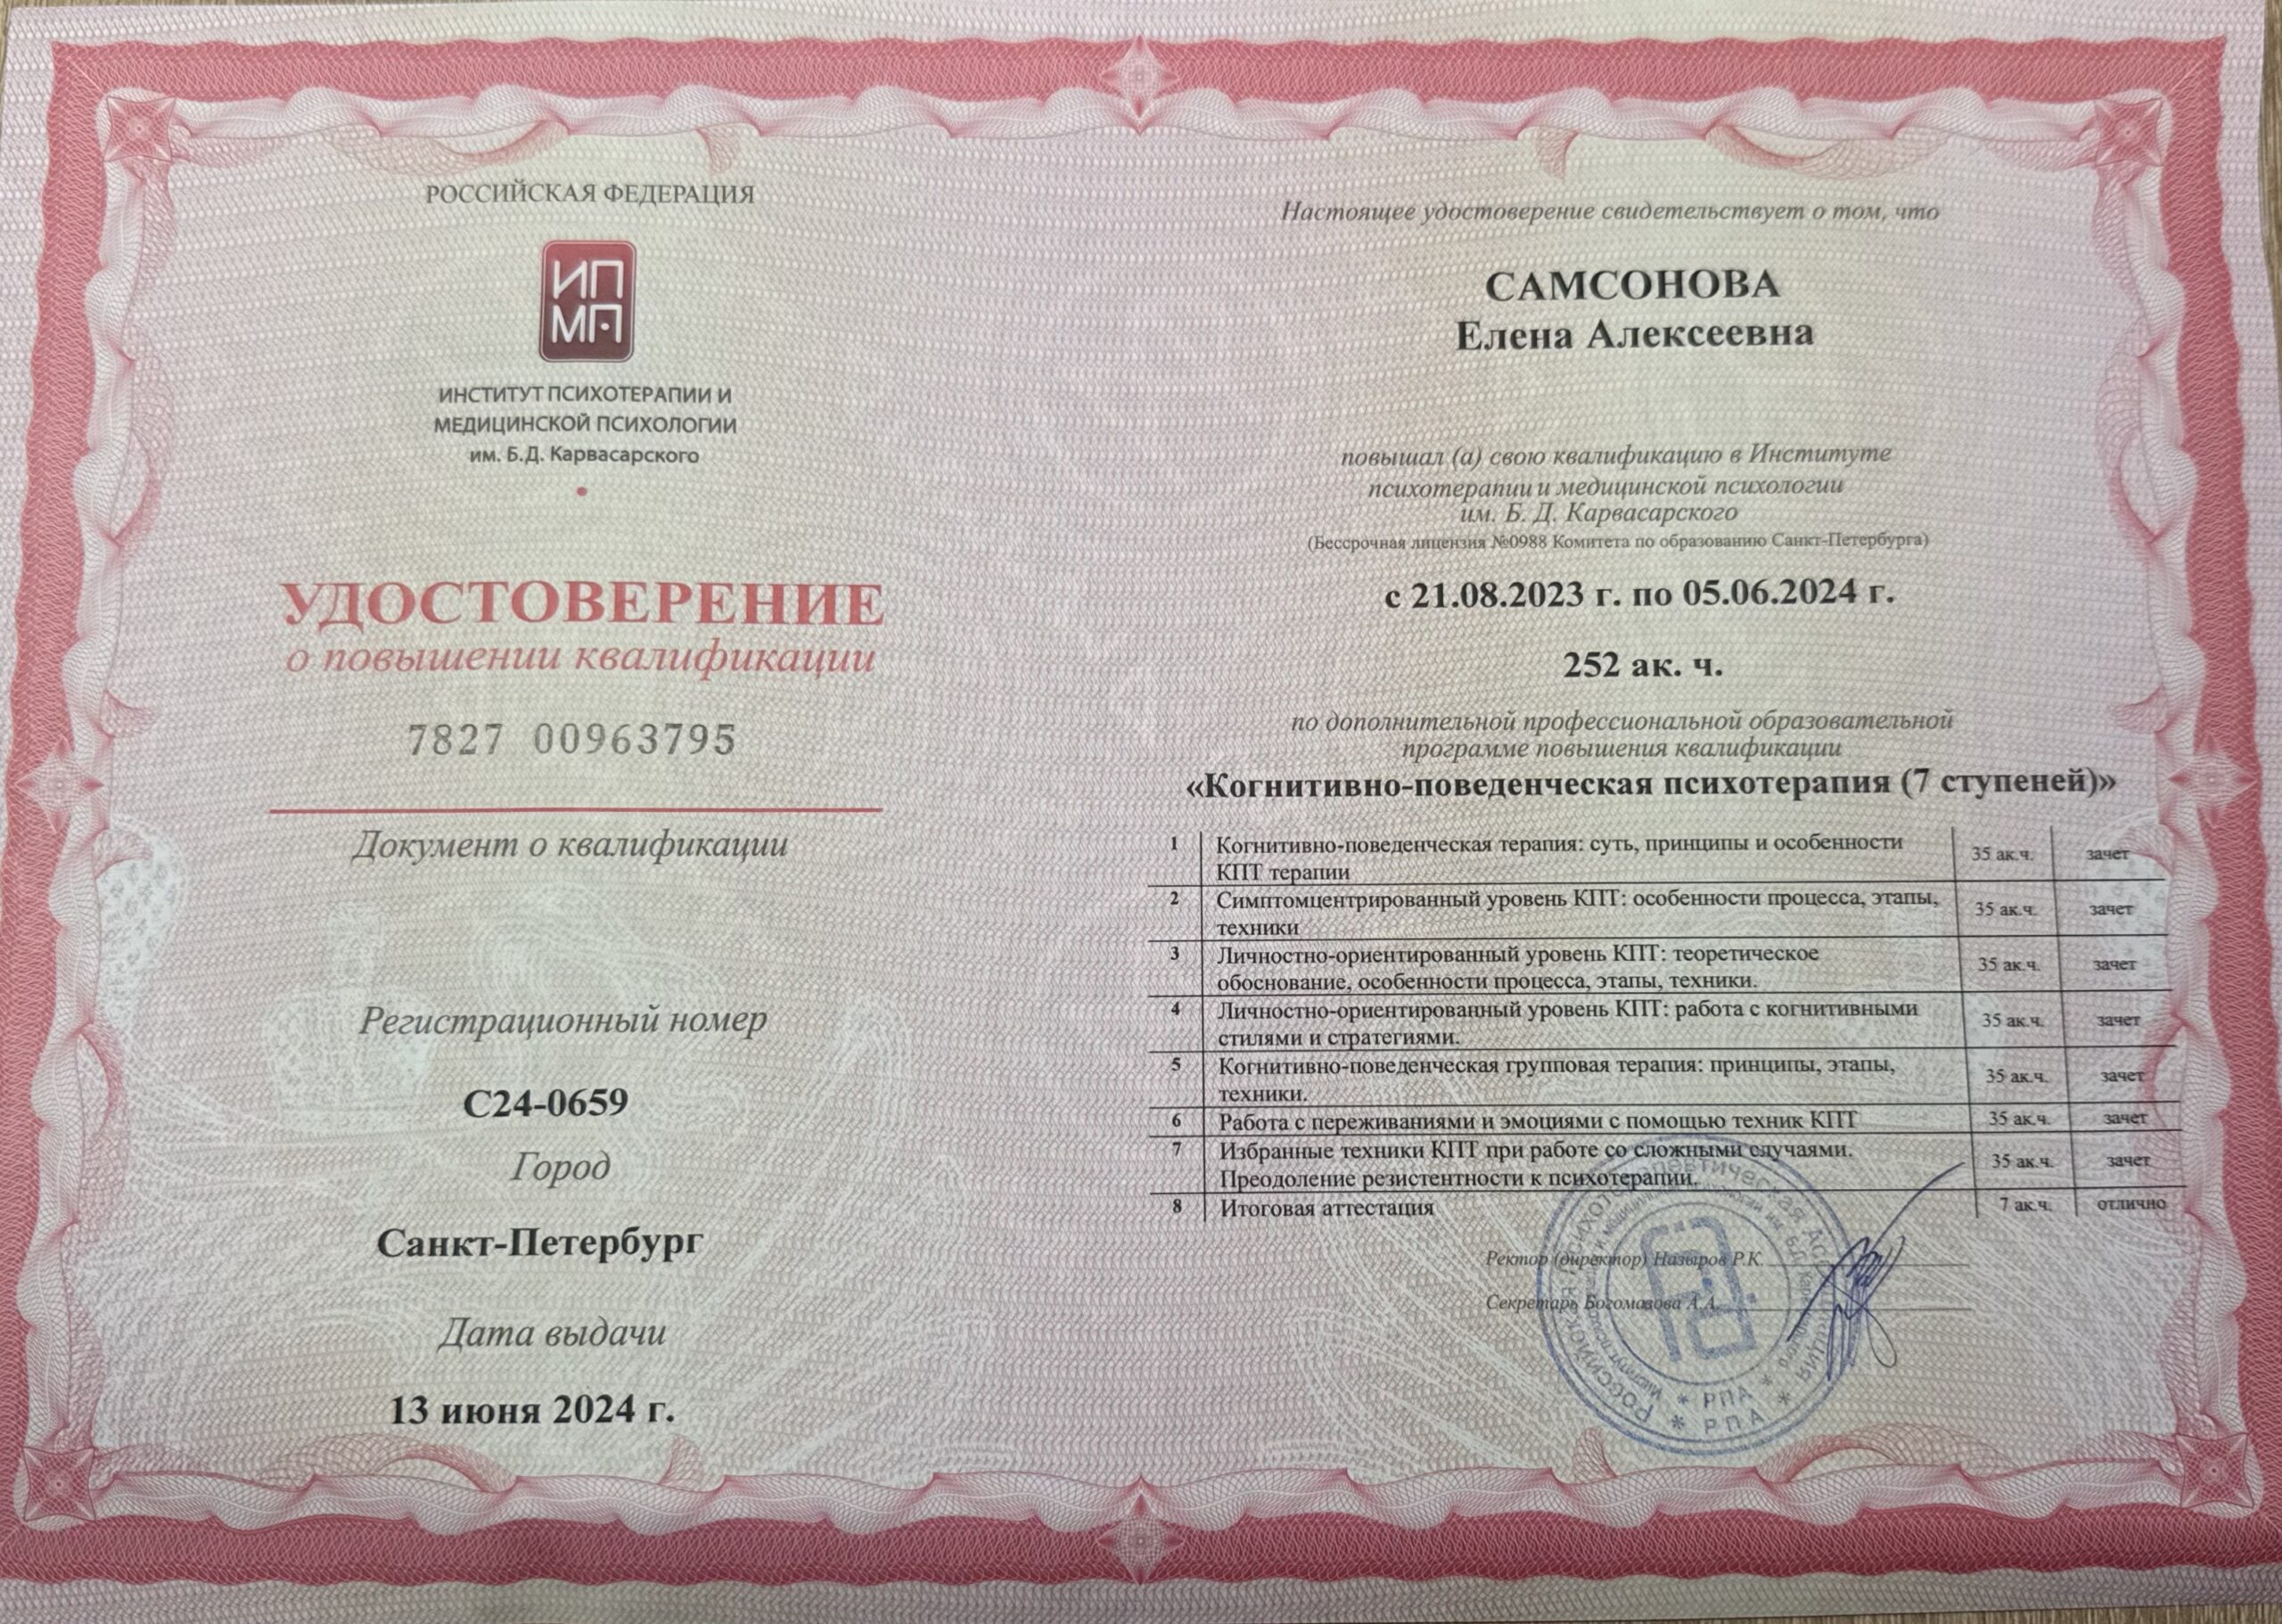 РОССИЙСКАЯ ФЕДЕРАЦИЯ
ИП
МП
ИНСТИТУТ ПСИХОТЕРАПИИ И
МЕДИЦИНСКОЙ ПСИХОЛОГИИ
им. Б.Д. Карвасарского
УДОСТОВЕРЕНИЕ
о повышении квалификации
7827 00963795
Документ о квалификации
Регистрационный номер
С24-0659
Город
Санкт-Петербург
Дата выдачи
13 июня 2024 г.
Настоящее удостоверение свидетельствует о том, что
САМСОНОВА
Елена Алексеевна
повышал (а) свою квалификацию в Институте
психотерапии и медицинской психологии
им. Б. Д. Карвасарского
(Бессрочная лицензия №0988 Комитета по образованию Санкт-Петербурга)
с 21.08.2023 г. по 05.06.2024 г.
252 ак. ч.
по дополнительной профессиональной образовательной
программе повышения квалификации
«Когнитивно-поведенческая психотерапия (7 ступеней)»
1 Когнитивно-поведенческая терапия: суть, принципы и особенности
КПТ терапии 35 ак.ч. зачет
2 Симптомцентрированный уровень КПТ: особенности процесса, этапы,
техники 35 ак.ч. зачет
3 Личностно-ориентированный уровень КПТ: теоретическое
обоснование, особенности процесса, этапы, техники. 35 ак.ч. зачет
4 Личностно-ориентированный уровень КПТ: работа с когнитивными
стилями и стратегиями. 35 ак.ч. зачет
5 Когнитивно-поведенческая групповая терапия: принципы, этапы,
техники. 35 ак.ч. зачет
6 Работа с переживаниями и эмоциями с помощью техник КПТ 35 ак.ч. зачет
7 Избранные техники КПТ при работе со сложными случаями.
Преодоление резистентности к психотерапии. 35 ак.ч. зачет
8 Итоговая аттестация 7 ак.ч. отлично
Ректор (директор) Назыров Р.К.
Секретарь Богомазова А.А.
Российская Психотерапевтическая Ассоциация
* РПА *
* РПА *